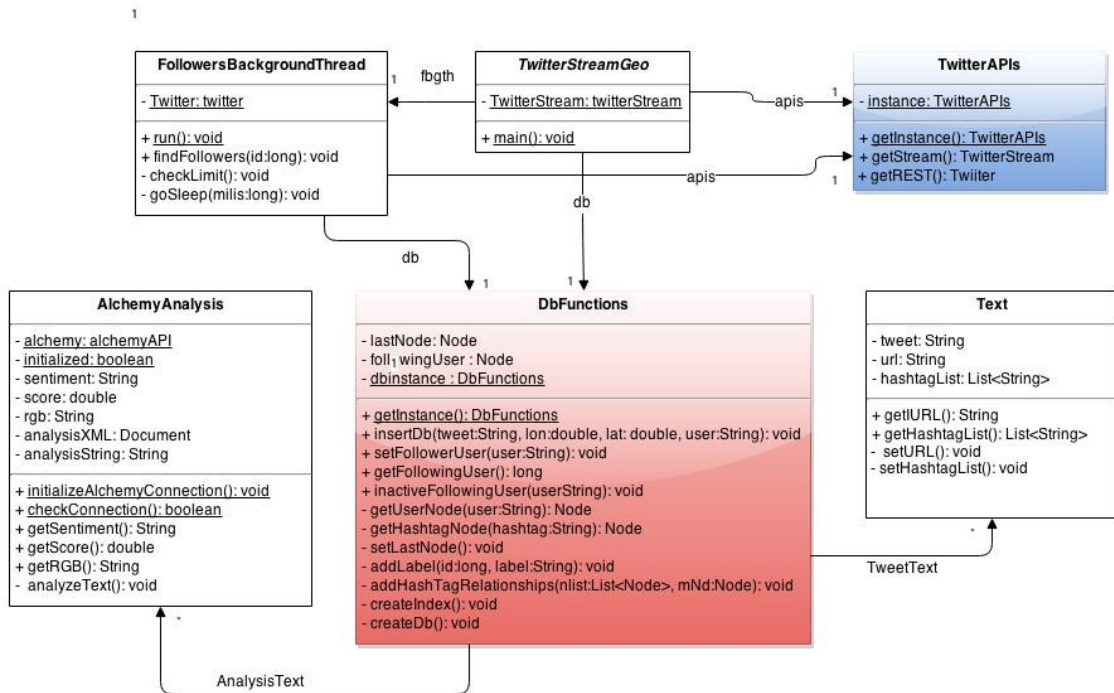 1
FollowersBackgroundThread
- Twitter: twitter
+ run(): void
+ findFollowers(id:long): void
- checkLimit(): void
- goSleep(milis:long): void
1
fbgth
TwitterStreamGeo
- TwitterStream: twitterStream
+ main(): void
apis
1
TwitterAPIs
- instance: TwitterAPIs
+ getInstance(): TwitterAPIs
+ getStream(): TwitterStream
+ getREST(): Twiiter
apis
1
db
1
db
1
AlchemyAnalysis
- alchemy: alchemyAPI
- initialized: boolean
- sentiment: String
- score: double
- rgb: String
- analysisXML: Document
- analysisString: String
+ initializeAlchemyConnection(): void
+ checkConnection(): boolean
+ getSentiment(): String
+ getScore(): double
+ getRGB(): String
- analyzeText(): void
DbFunctions
- lastNode: Node
- followingUser : Node
1
- dbinstance : DbFunctions
+ getInstance(): DbFunctions
+ insertDb(tweet:String, lon:double, lat: double, user:String): void
+ setFollowerUser(user:String): void
+ getFollowingUser(): long
+ inactiveFollowingUser(userString): void
- getUserNode(user:String): Node
- getHashtagNode(hashtag:String): Node
- setLastNode(): void
- addLabel(id:long, label:String): void
- addHashTagRelationships(nlist:List<Node>, mNd:Node): void
- createIndex(): void
- createDb(): void
Text
- tweet: String
- url: String
- hashtagList: List<String>
+ getIURL(): String
+ getHashtagList(): List<String>
- setURL(): void
- setHashtagList(): void
*
TweetText
*
AnalysisText